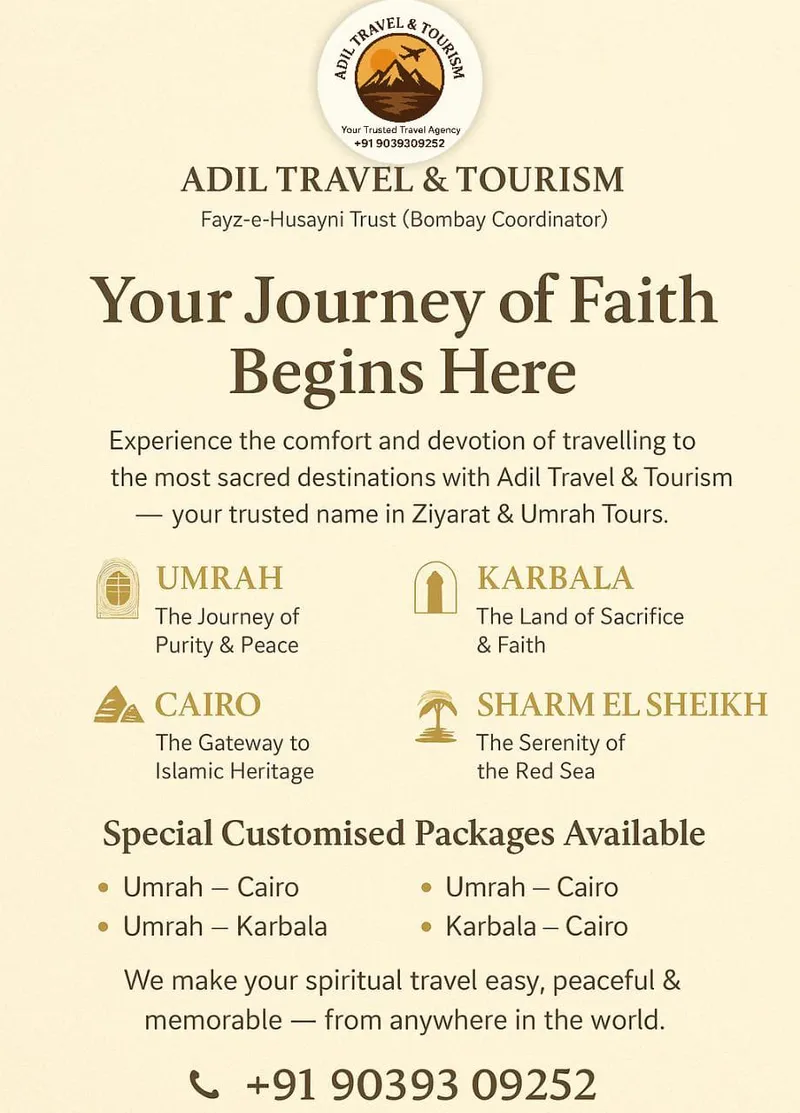 ADIL TRAVEL & TOURISM
Your Trusted Travel Agency
+91 9039309252
ADIL TRAVEL & TOURISM
Fayz-e-Husayni Trust (Bombay Coordinator)
Your Journey of Faith
Begins Here
Experience the comfort and devotion of travelling to
the most sacred destinations with Adil Travel & Tourism
— your trusted name in Ziyarat & Umrah Tours.
UMRAH
The Journey of
Purity & Peace
KARBALA
The Land of Sacrifice
& Faith
CAIRO
The Gateway to
Islamic Heritage
SHARM EL SHEIKH
The Serenity of
the Red Sea
Special Customised Packages Available
• Umrah – Cairo
• Umrah – Cairo
• Umrah – Karbala
• Karbala – Cairo
We make your spiritual travel easy, peaceful &
memorable — from anywhere in the world.
+91 90393 09252